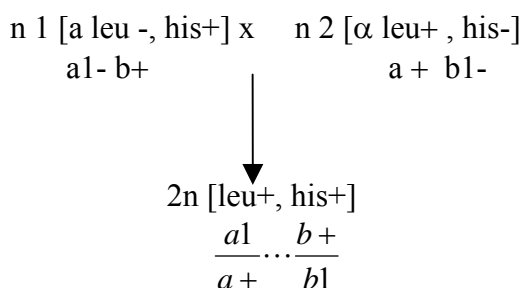 n 1 [a leu -, his+] x n 2 [α leu+ , his-]
a1- b+ a + b1-
2n [leu+, his+]
a1 b +
...
a + b1